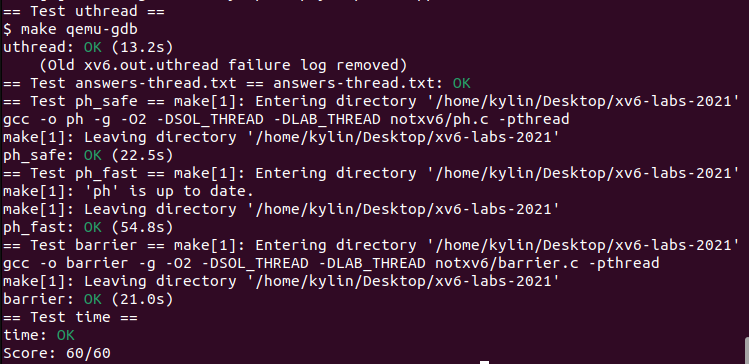 == Test uthread ==
$ make qemu-gdb
uthread: OK (13.2s)
    (Old xv6.out.uthread failure log removed)
== Test answers-thread.txt == answers-thread.txt: OK
== Test ph_safe == make[1]: Entering directory '/home/kylin/Desktop/xv6-labs-2021'
gcc -o ph -g -O2 -DSOL_THREAD -DLAB_THREAD notxv6/ph.c -pthread
make[1]: Leaving directory '/home/kylin/Desktop/xv6-labs-2021'
ph_safe: OK (22.5s)
== Test ph_fast == make[1]: Entering directory '/home/kylin/Desktop/xv6-labs-2021'
make[1]: 'ph' is up to date.
make[1]: Leaving directory '/home/kylin/Desktop/xv6-labs-2021'
ph_fast: OK (54.8s)
== Test barrier == make[1]: Entering directory '/home/kylin/Desktop/xv6-labs-2021'
gcc -o barrier -g -O2 -DSOL_THREAD -DLAB_THREAD notxv6/barrier.c -pthread
make[1]: Leaving directory '/home/kylin/Desktop/xv6-labs-2021'
barrier: OK (21.0s)
== Test time ==
time: OK
Score: 60/60